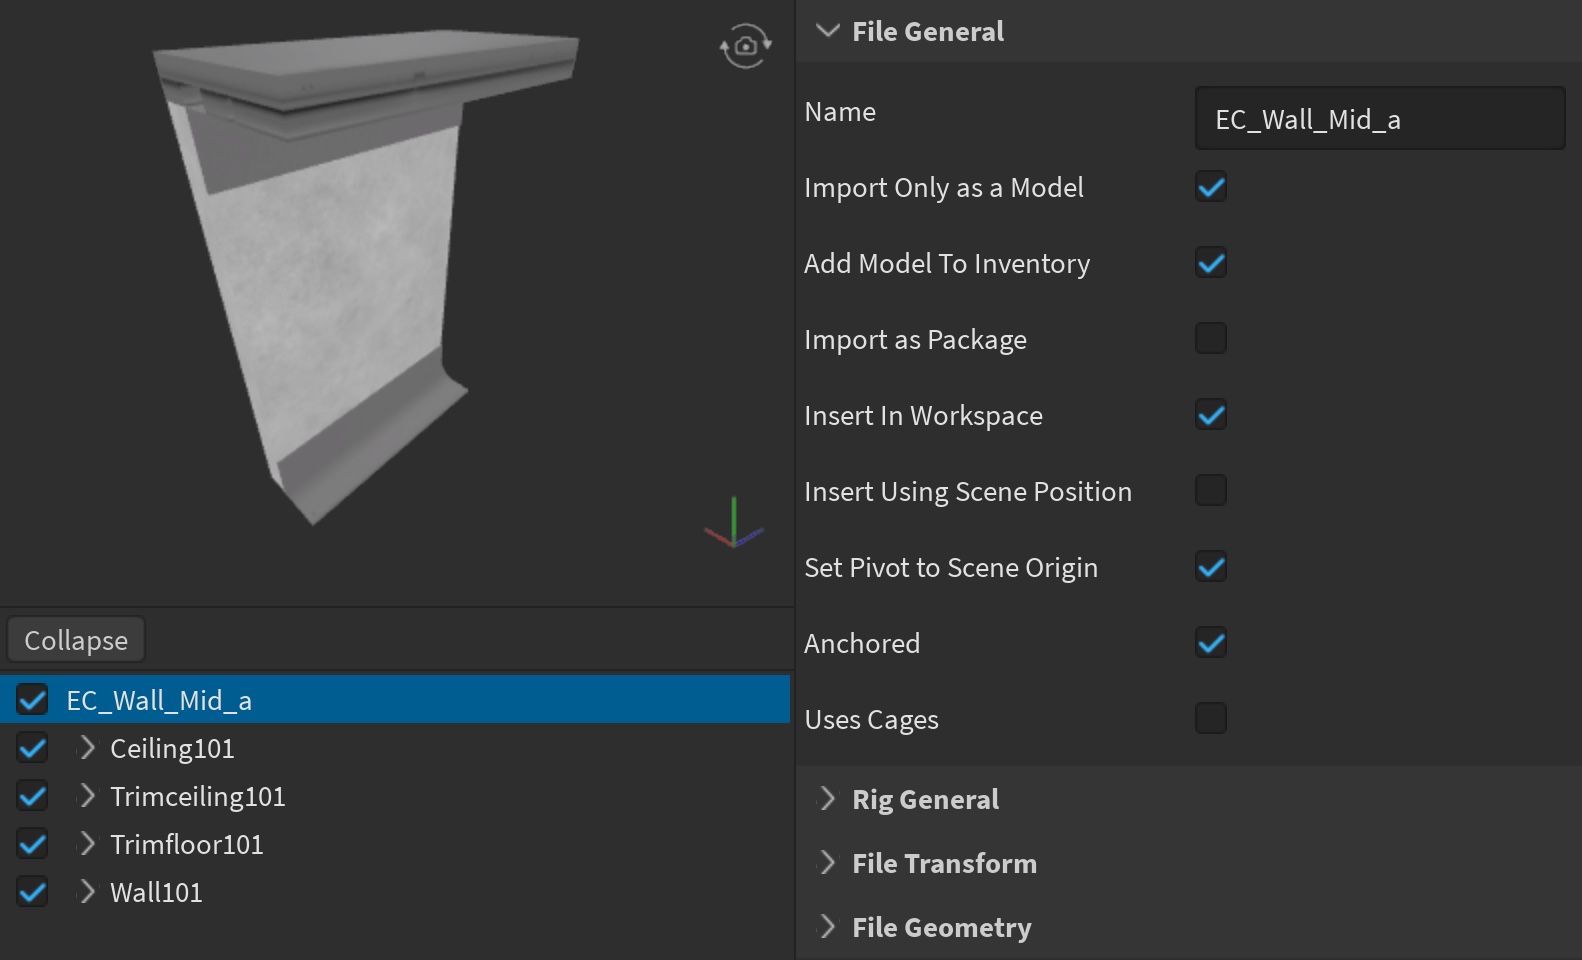 File General
Name
EC_Wall_Mid_a
Import Only as a Model
Add Model To Inventory
Import as Package
Insert In Workspace
Insert Using Scene Position
Set Pivot to Scene Origin
Anchored
Uses Cages
Rig General
File Transform
File Geometry
Collapse
EC_Wall_Mid_a
Ceiling101
Trimceiling101
Trimfloor101
Wall101